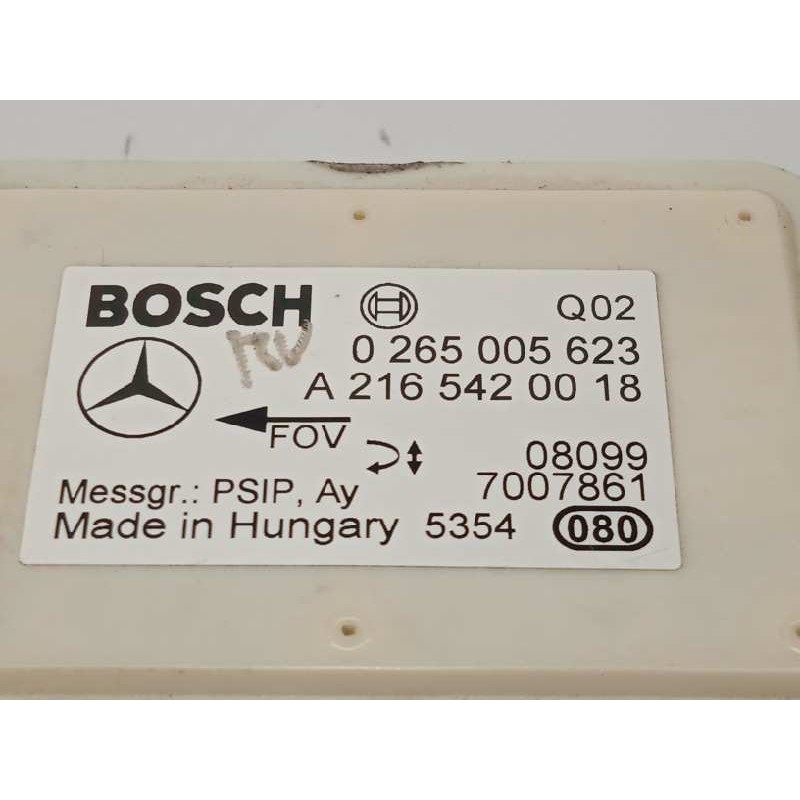 BOSCH Q02
0 265 005 623
A 216 542 00 18
FOV
08099
Messgr.: PSIP, Ay 7007861
Made in Hungary 5354 080